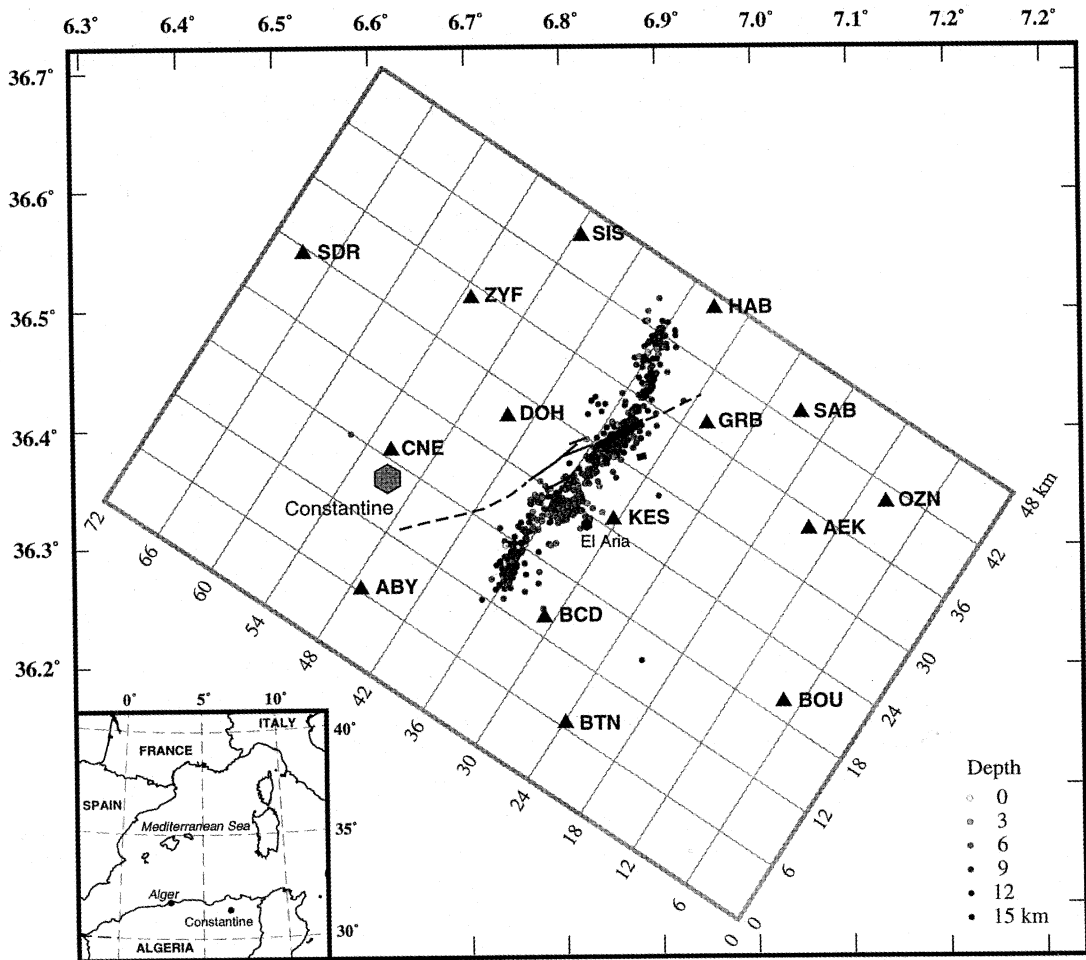 6.3° 6.4° 6.5° 6.6° 6.7° 6.8° 6.9° 7.0° 7.1° 7.2° 7.2°
36.7°
36.6°
36.5°
36.4°
36.3°
36.2°
SIS
SDR
ZYF
HAB
DOH
SAB
GRB
CNE
Constantine
OZN
KES
AEK
El Aria
ABY
BCD
BOU
BTN
72
66
60
54
48
42
36
30
24
18
12
6
0
0
6
12
18
24
30
36
42
48 km
Depth
0
3
6
9
12
15 km
0° 5° 10°
ITALY
40°
FRANCE
SPAIN
Mediterranean Sea
35°
Alger
Constantine
30°
ALGERIA